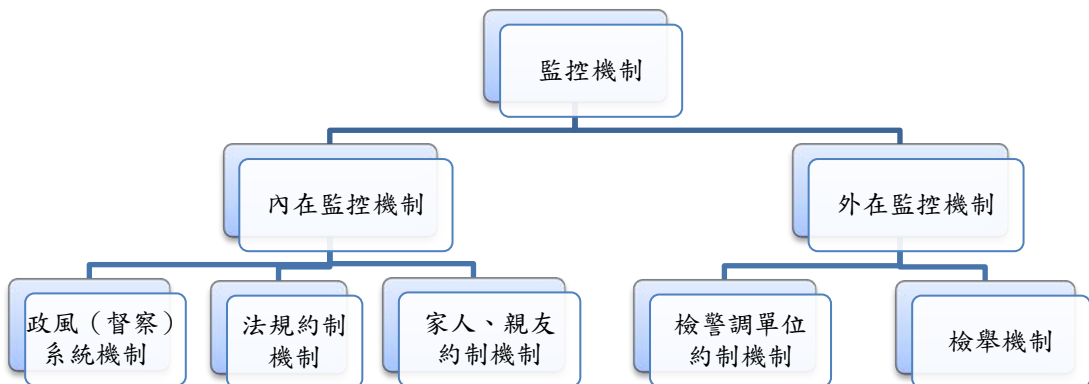 監控機制
內在監控機制
外在監控機制
政風（督察）
系統機制
法規約制
機制
家人、親友
約制機制
檢警調單位
約制機制
檢舉機制